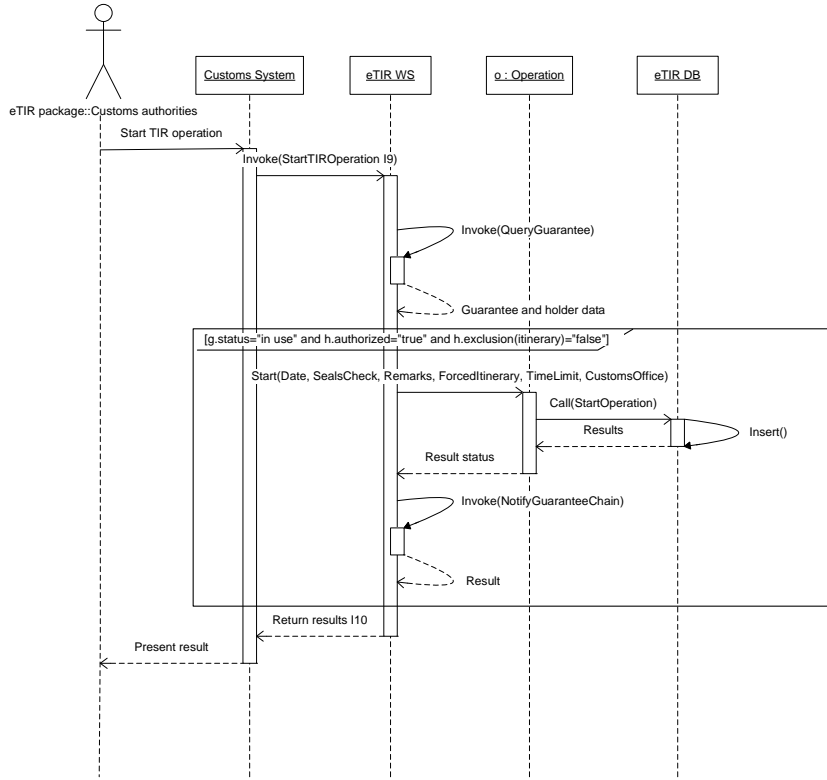 Customs System
eTIR WS
o : Operation
eTIR DB
eTIR package::Customs authorities
Start TIR operation
Invoke(StartTIROperation I9)
Invoke(QueryGuarantee)
Guarantee and holder data
[g.status="in use" and h.authorized="true" and h.exclusion(itinerary)="false"]
Start(Date, SealsCheck, Remarks, ForcedItinerary, TimeLimit, CustomsOffice)
Call(StartOperation)
Results
Insert()
Result status
Invoke(NotifyGuaranteeChain)
Result
Return results I10
Present result